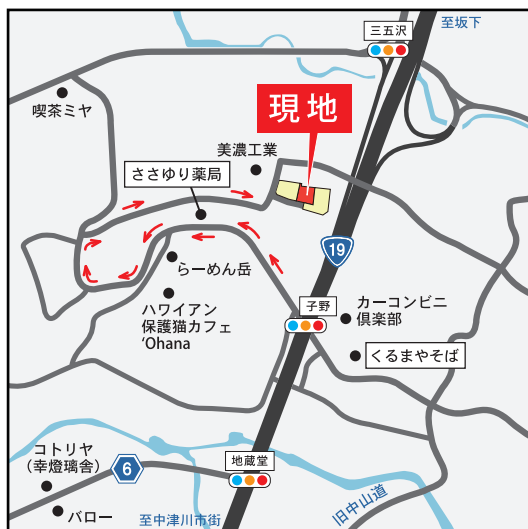 三五沢
至坂下
喫茶ミヤ
現地
美濃工業
ささゆり薬局
19
らーめん岳
ハワイアン
保護猫カフェ
‘Ohana
子野
カーコンビニ
倶楽部
くるまやそば
コトリヤ
（幸燈璃舎）
6
地蔵堂
バロー
至中津川市街
旧中山道